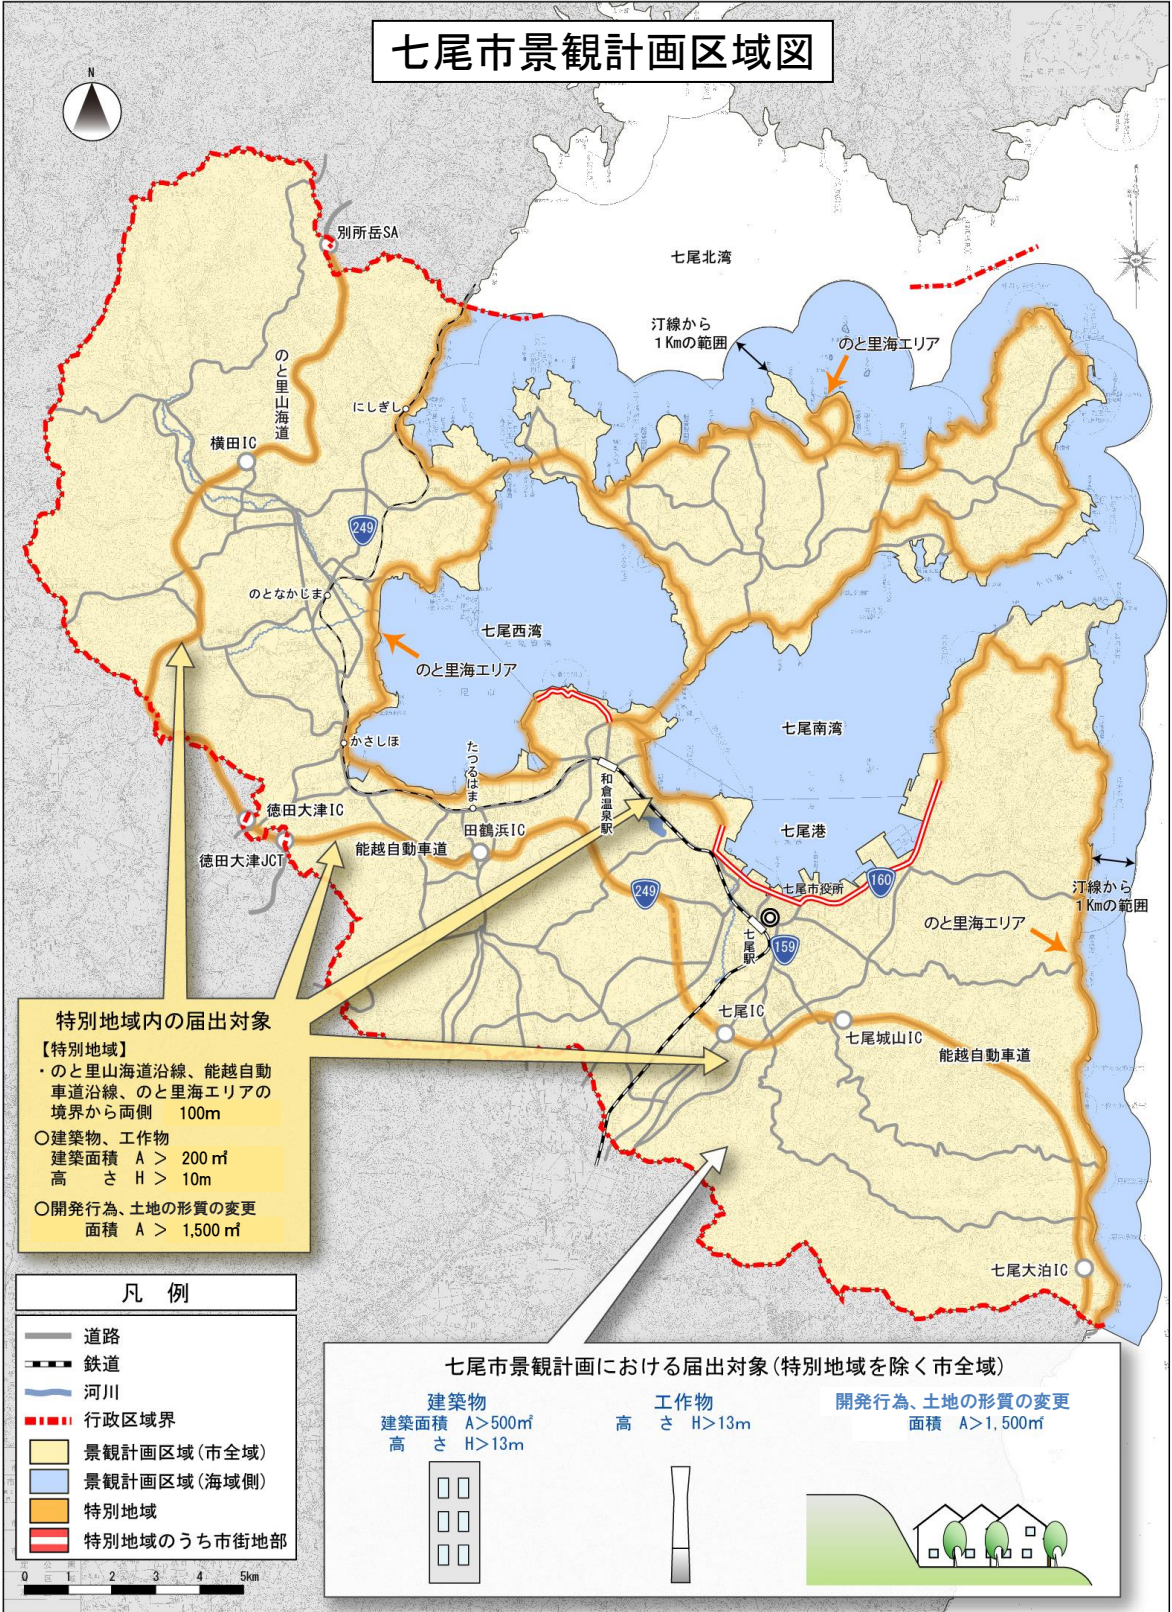 七尾市景観計画区域図
N
別所岳SA
七尾北湾
汀線から
1Kmの範囲
のと里海エリア
のと里山海道
にしぎし
横田IC
249
のとなかじま
七尾西湾
のと里海エリア
かさしほ
たつるはま
和倉温泉駅
七尾南湾
七尾港
徳田大津IC
田鶴浜IC
能越自動車道
徳田大津JCT
249
七尾市役所
160
汀線から
1Kmの範囲
のと里海エリア
七尾駅
159
七尾IC
七尾城山IC
能越自動車道
七尾大泊IC
特別地域内の届出対象
【特別地域】
・のと里山海道沿線、能越自動
車道沿線、のと里海エリアの
境界から両側 100m
○建築物、工作物
建築面積 A > 200㎡
高 さ H > 10m
○開発行為、土地の形質の変更
面積 A > 1,500㎡
凡 例
道路
鉄道
河川
行政区域界
景観計画区域(市全域)
景観計画区域(海域側)
特別地域
特別地域のうち市街地部
0 1 2 3 4 5km
七尾市景観計画における届出対象(特別地域を除く市全域)
建築物
建築面積 A>500㎡
高 さ H>13m
工作物
高 さ H>13m
開発行為、土地の形質の変更
面積 A>1,500㎡